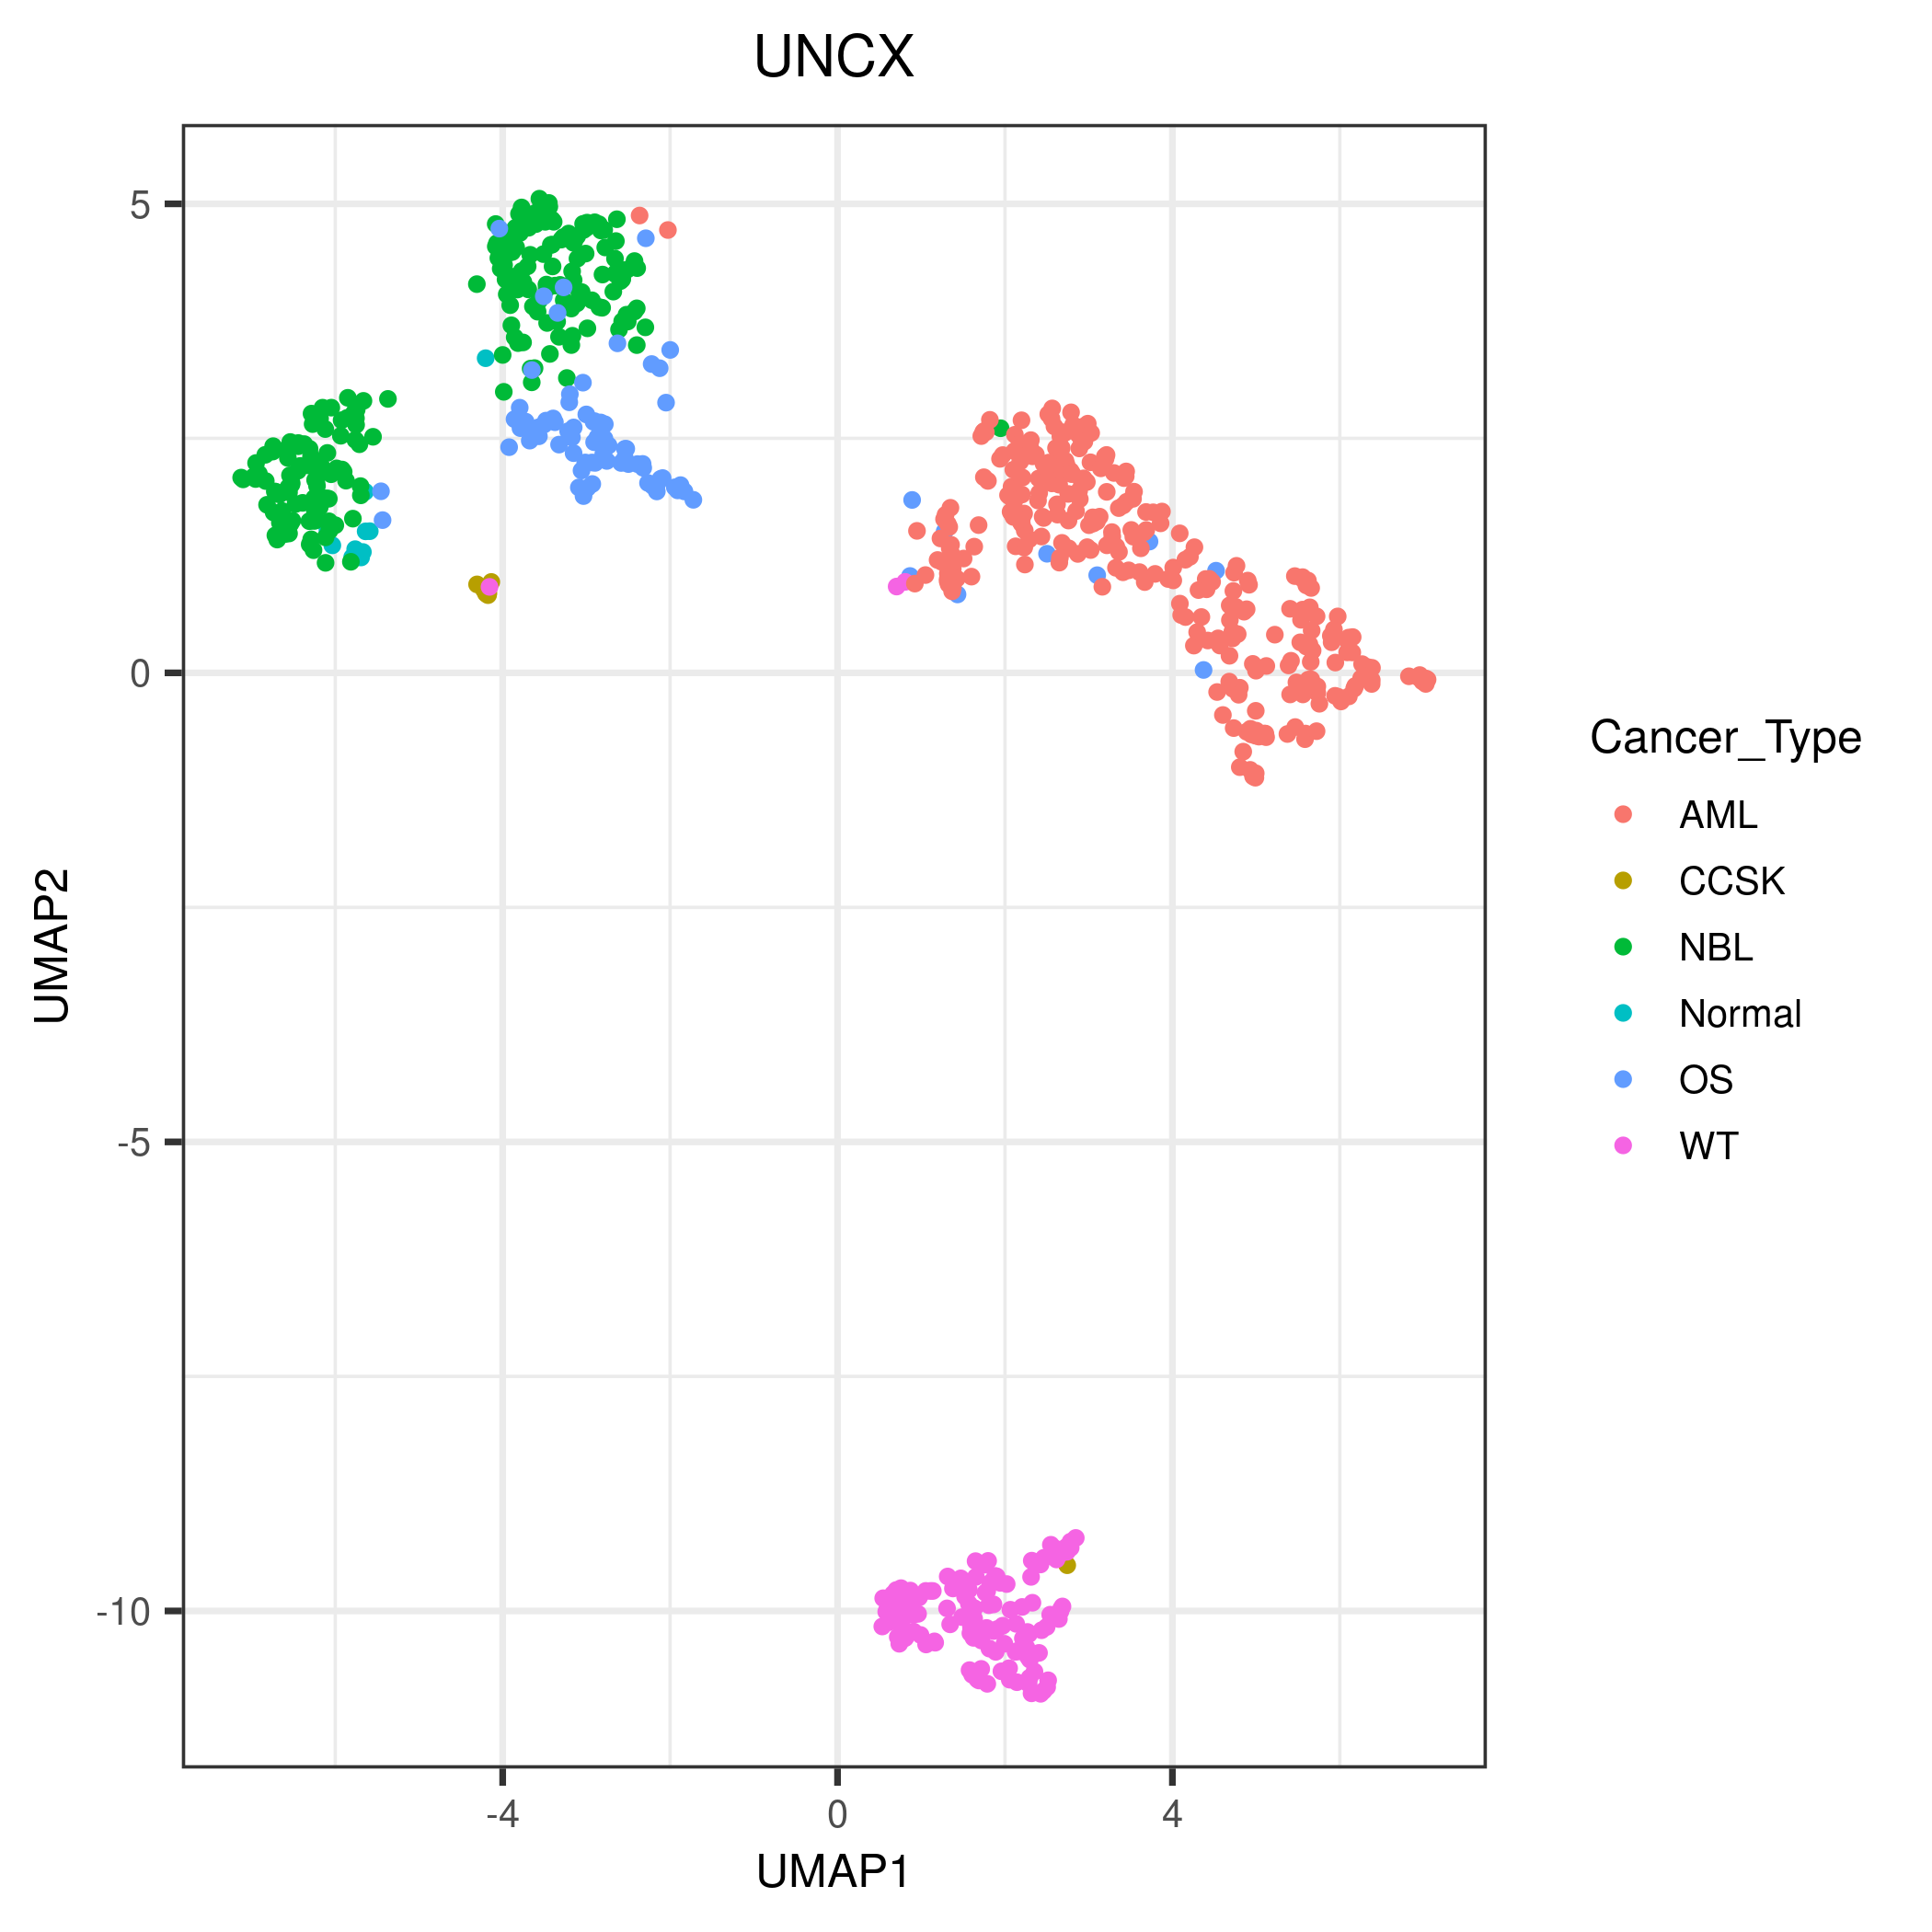 UNCX
5
0
-5
-10
UMAP2
-4 0 4
UMAP1
Cancer_Type
AML
CCSK
NBL
Normal
OS
WT